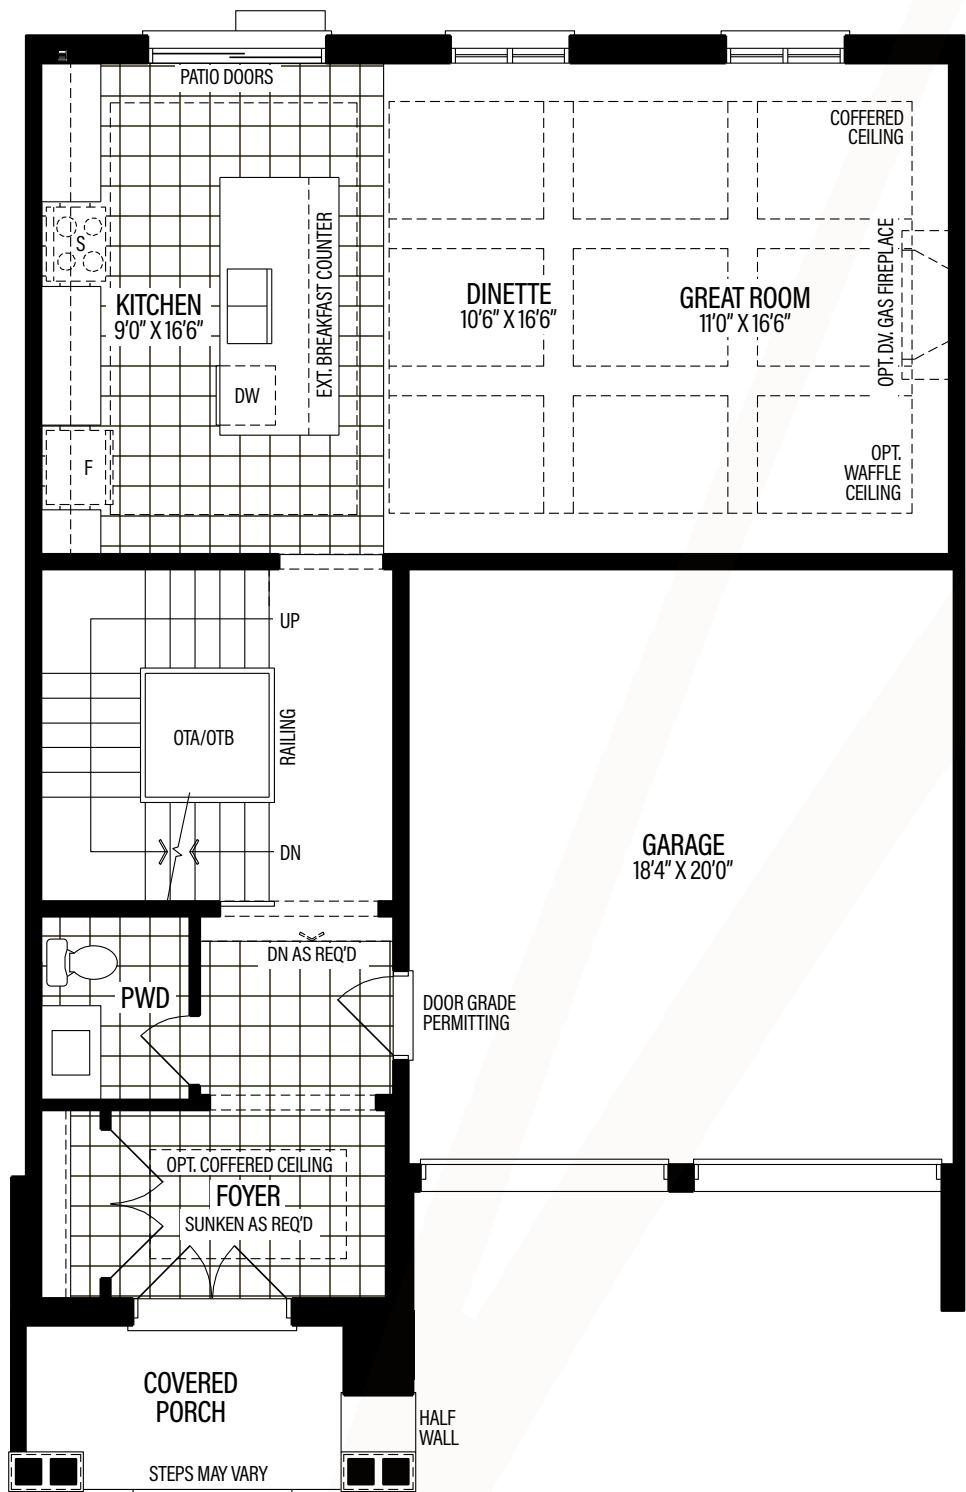 PATIO DOORS
COFFERED
CEILING
S
KITCHEN
9'0" X 16'6"
EXT. BREAKFAST COUNTER
DINETTE
10'6" X 16'6"
GREAT ROOM
11'0" X 16'6"
OPT. D.V. GAS FIREPLACE
DW
F
OPT.
WAFFLE
CEILING
UP
OTA/OTB
RAILING
DN
GARAGE
18'4" X 20'0"
DN AS REQ'D
PWD
DOOR GRADE
PERMITTING
OPT. COFFERED CEILING
FOYER
SUNKEN AS REQ'D
COVERED
PORCH
HALF
WALL
STEPS MAY VARY